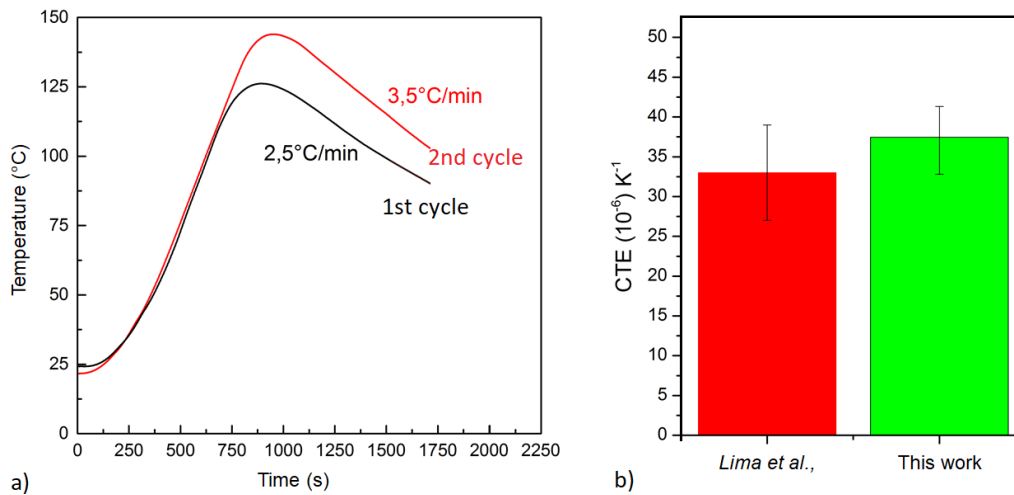 150
125
100
75
50
25
0
Temperature (°C)
3,5°C/min
2,5°C/min
2nd cycle
1st cycle
0 250 500 750 1000 1250 1500 1750 2000 2250
Time (s)
a)
50
45
40
35
30
25
20
15
10
5
0
CTE (10⁻⁶) K⁻¹
Lima et al., This work
b)